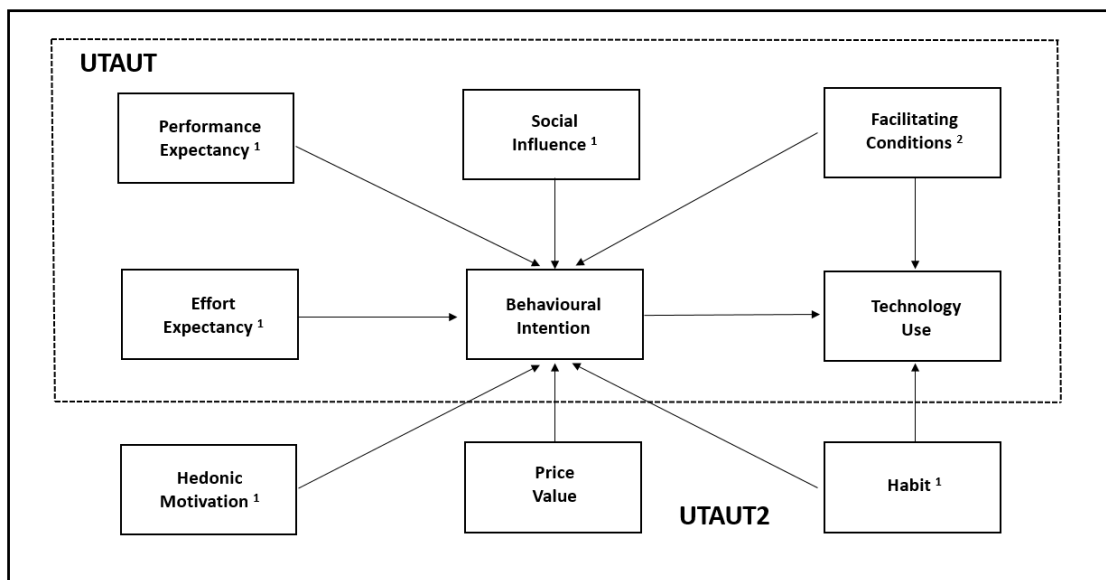 UTAUT
Performance
Expectancy ¹
Social
Influence ¹
Facilitating
Conditions ²
Effort
Expectancy ¹
Behavioural
Intention
Technology
Use
Hedonic
Motivation ¹
Price
Value
Habit ¹
UTAUT2